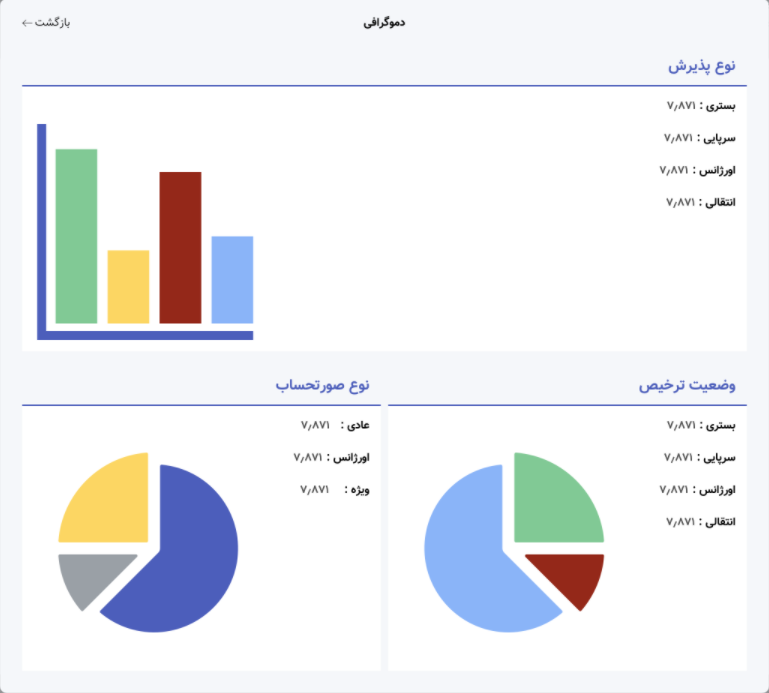 دموگرافی
بازگشت ←
نوع پذیرش
بستری : ۷٫۸۷۱
سرپایی : ۷٫۸۷۱
اورژانس : ۷٫۸۷۱
انتقالی : ۷٫۸۷۱
وضعیت ترخیص
بستری : ۷٫۸۷۱
سرپایی : ۷٫۸۷۱
اورژانس : ۷٫۸۷۱
انتقالی : ۷٫۸۷۱
نوع صورتحساب
عادی : ۷٫۸۷۱
اورژانس : ۷٫۸۷۱
ویژه : ۷٫۸۷۱